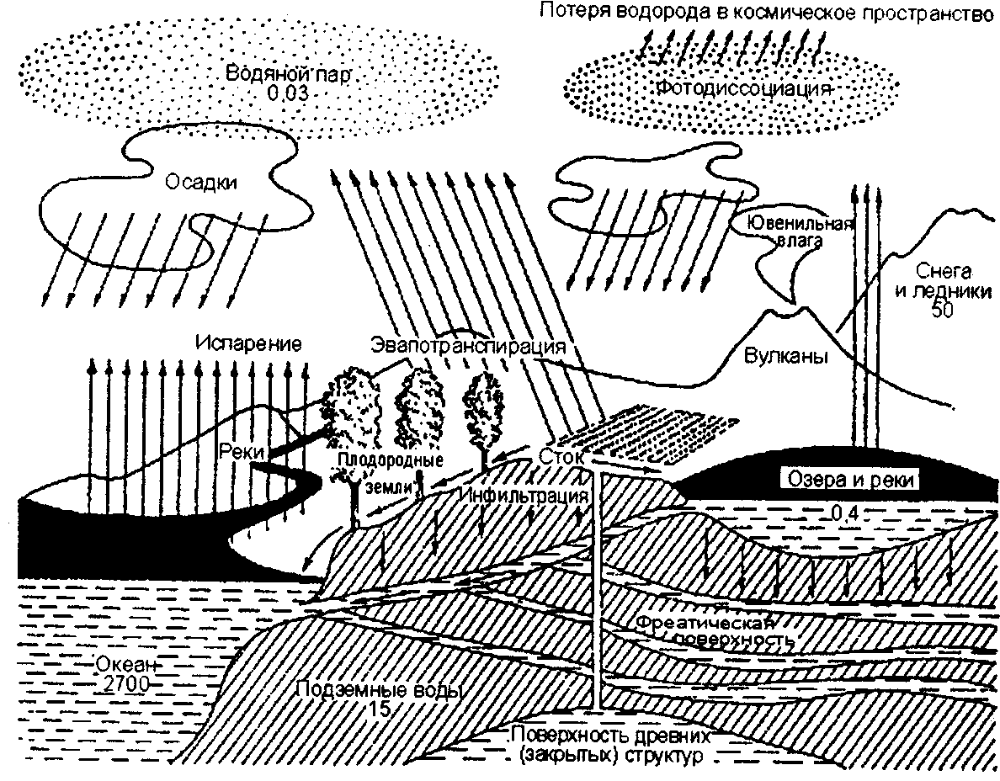 Потеря водорода в космическое пространство
Водяной пар
0,03
Фотодиссоциация
Осадки
Ювенильная
влага
Снега
и ледники
50
Испарение
Эвапотранспирация
Вулканы
Реки
Плодородные
земли
Сток
Инфильтрация
Озера и реки
0,4
Фреатическая
поверхность
Океан
2700
Подземные воды
15
Поверхность древних
(закрытых) структур